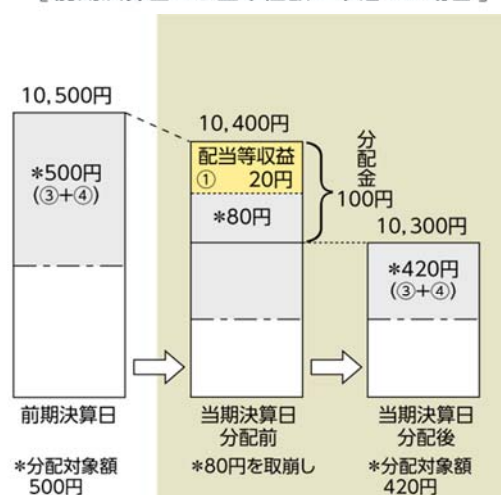 10,500円
*500円
(③+④)
10,400円
配当等収益
① 20円
*80円
分配金
100円
10,300円
*420円
(③+④)
前期決算日
当期決算日
分配前
当期決算日
分配後
*分配対象額
500円
*80円を取崩し
*分配対象額
420円